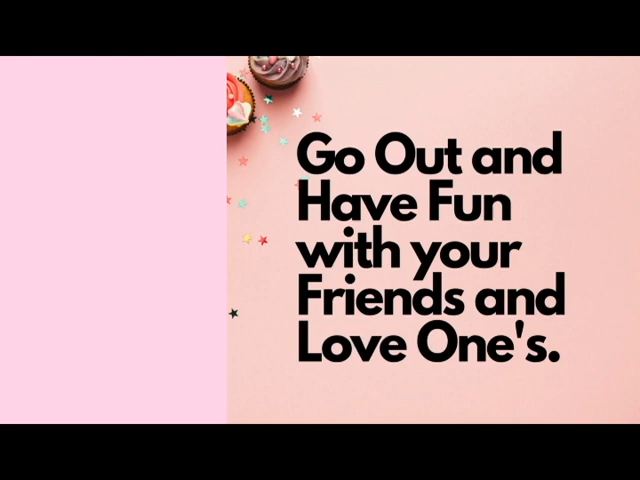 Go Out and
Have Fun
with your
Friends and
Love One's.